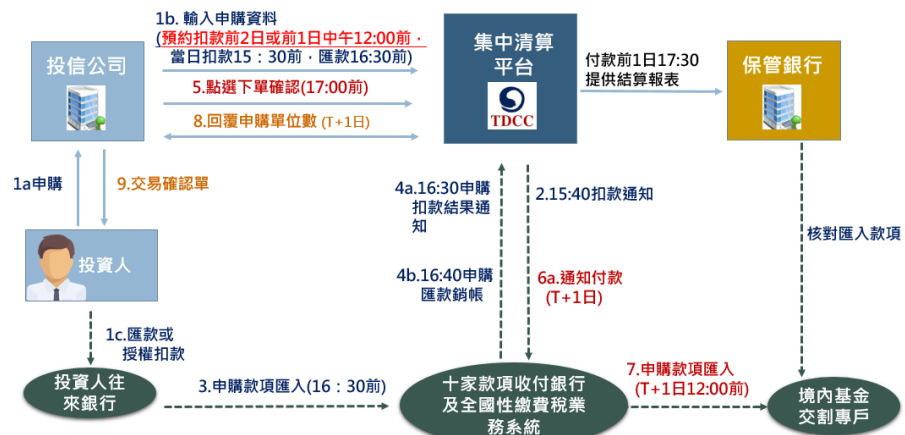 1b. 輸入申購資料
(預約扣款前2日或前1日中午12:00前，
當日扣款15：30前，匯款16:30前)
投信公司
集中清算
平台
TDCC
付款前1日17:30
提供結算報表
保管銀行
5.點選下單確認(17:00前)
8.回覆申購單位數 (T+1日)
1a申購
9.交易確認單
4a.16:30申購
扣款結果通
知
2.15:40扣款通知
投資人
4b.16:40申購
匯款銷帳
6a.通知付款
(T+1日)
核對匯入款項
1c.匯款或
授權扣款
投資人往
來銀行
3.申購款項匯入(16：30前)
十家款項收付銀行
及全國性繳費稅業
務系統
7.申購款項匯入
(T+1日12:00前)
境內基金
交割專戶